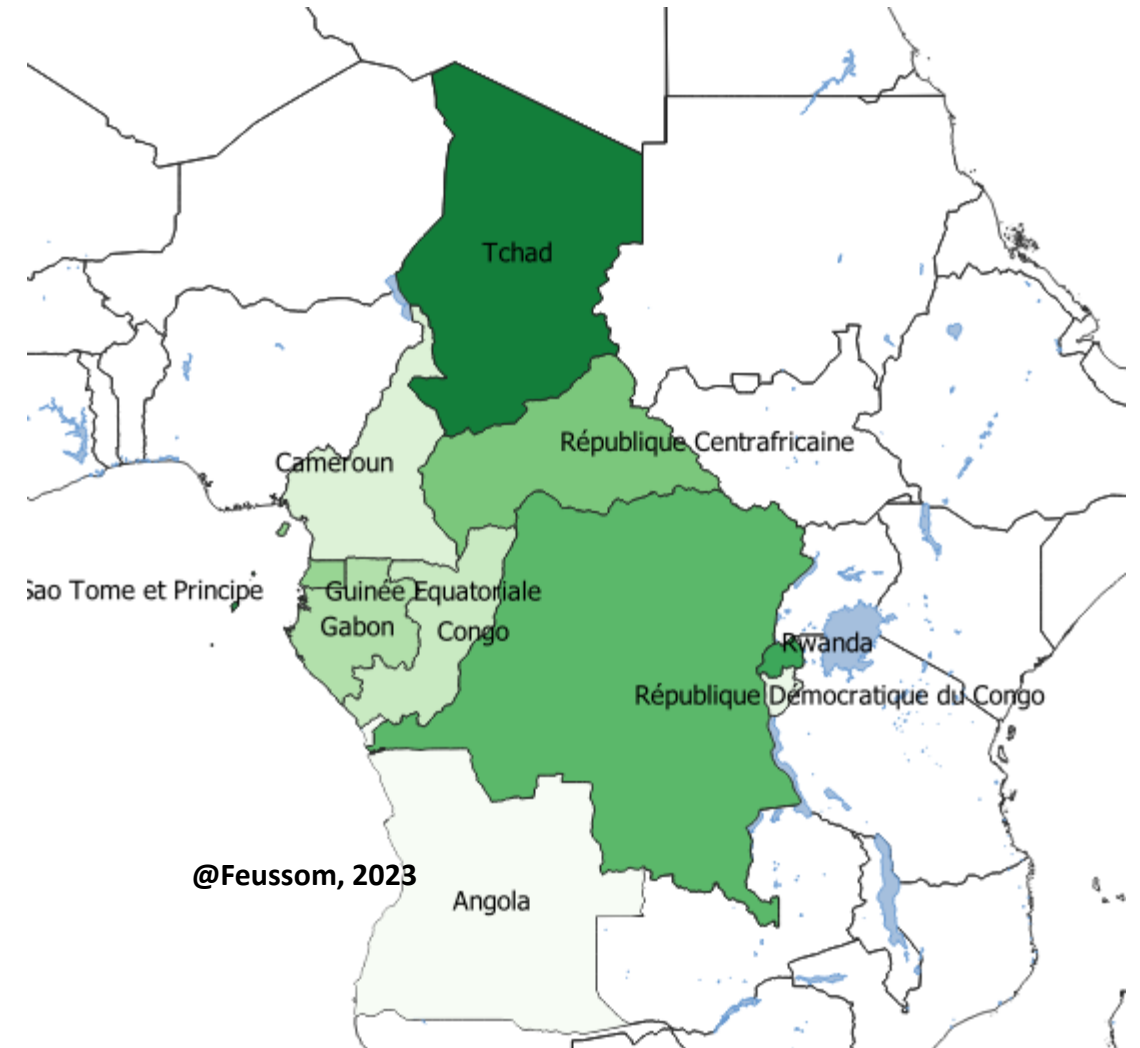 Tchad
République Centrafricaine
Cameroun
Sao Tome et Principe
Guinée Equatoriale
Gabon
Congo
Rwanda
République Démocratique du Congo
@Feussom, 2023
Angola